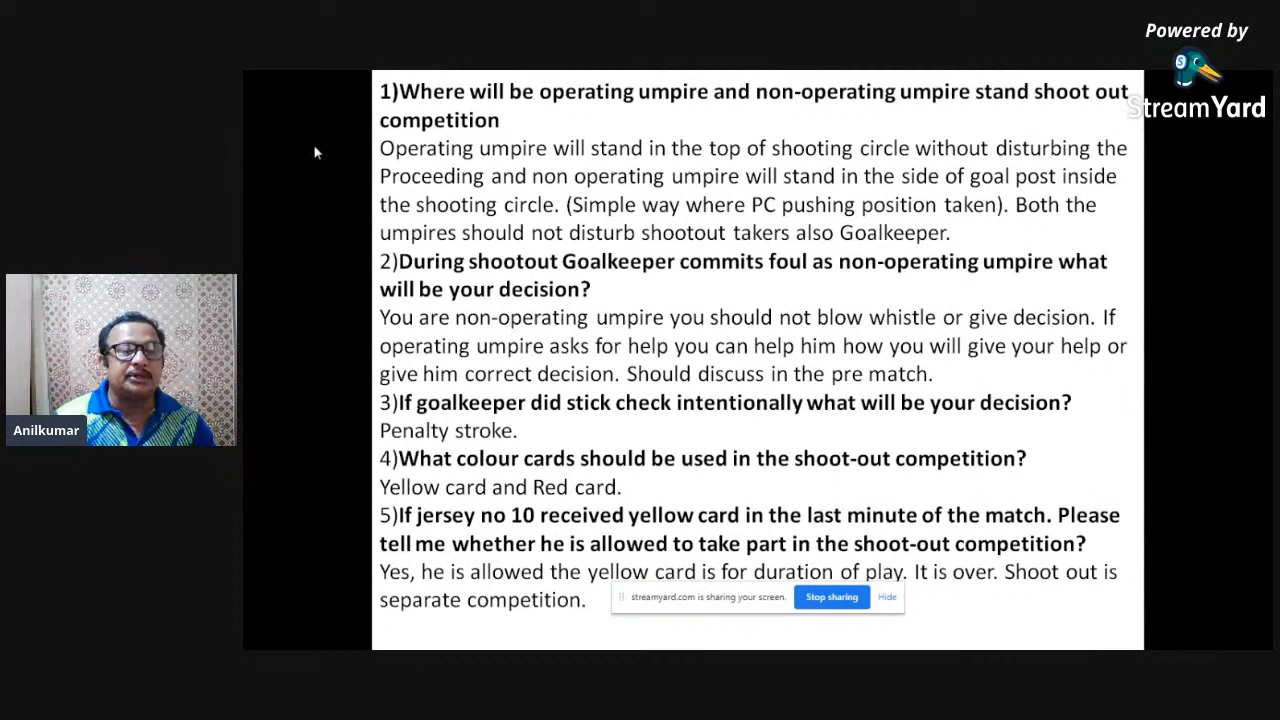 Powered by
StreamYard
1)Where will be operating umpire and non-operating umpire stand shoot out
competition
Operating umpire will stand in the top of shooting circle without disturbing the
Proceeding and non operating umpire will stand in the side of goal post inside
the shooting circle. (Simple way where PC pushing position taken). Both the
umpires should not disturb shootout takers also Goalkeeper.
2)During shootout Goalkeeper commits foul as non-operating umpire what
will be your decision?
You are non-operating umpire you should not blow whistle or give decision. If
operating umpire asks for help you can help him how you will give your help or
give him correct decision. Should discuss in the pre match.
3)If goalkeeper did stick check intentionally what will be your decision?
Penalty stroke.
4)What colour cards should be used in the shoot-out competition?
Yellow card and Red card.
5)If jersey no 10 received yellow card in the last minute of the match. Please
tell me whether he is allowed to take part in the shoot-out competition?
Yes, he is allowed the yellow card is for duration of play. It is over. Shoot out is
separate competition.
streamyard.com is sharing your screen.
Stop sharing
Hide
Anilkumar